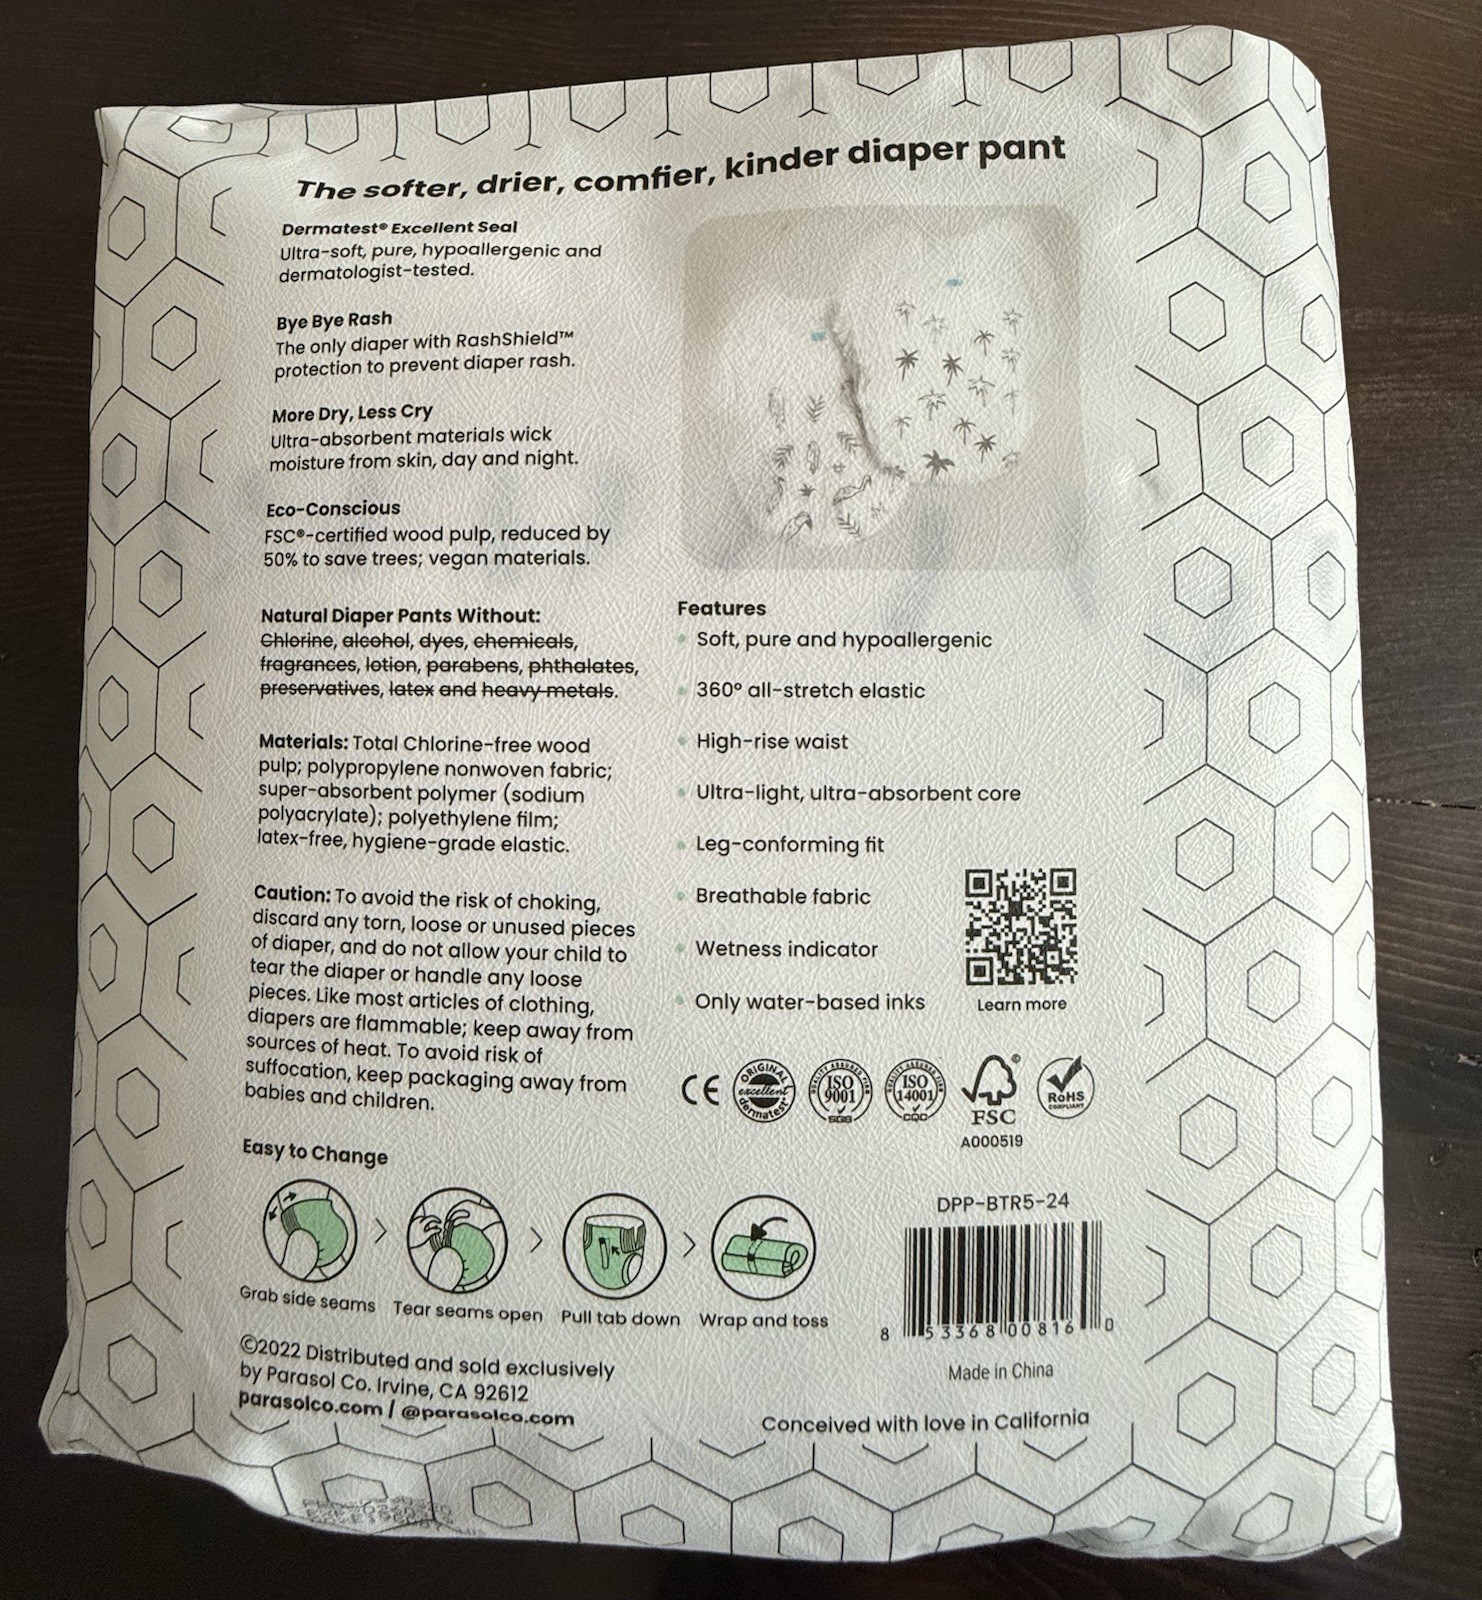 The softer, drier, comfier, kinder diaper pant
Dermatest® Excellent Seal
Ultra-soft, pure, hypoallergenic and
dermatologist-tested.
Bye Bye Rash
The only diaper with RashShield™
protection to prevent diaper rash.
More Dry, Less Cry
Ultra-absorbent materials wick
moisture from skin, day and night.
Eco-Conscious
FSC®-certified wood pulp, reduced by
50% to save trees; vegan materials.
Natural Diaper Pants Without:
Chlorine, alcohol, dyes, chemicals,
fragrances, lotion, parabens, phthalates,
preservatives, latex and heavy metals.
Materials: Total Chlorine-free wood
pulp; polypropylene nonwoven fabric;
super-absorbent polymer (sodium
polyacrylate); polyethylene film;
latex-free, hygiene-grade elastic.
Caution: To avoid the risk of choking,
discard any torn, loose or unused pieces
of diaper, and do not allow your child to
tear the diaper or handle any loose
pieces. Like most articles of clothing,
diapers are flammable; keep away from
sources of heat. To avoid risk of
suffocation, keep packaging away from
babies and children.
Features
Soft, pure and hypoallergenic
360° all-stretch elastic
High-rise waist
Ultra-light, ultra-absorbent core
Leg-conforming fit
Breathable fabric
Wetness indicator
Only water-based inks
Learn more
CE
ORIGINAL
excellent
dermatest
QUALITY ASSURED FIRM
ISO
9001
SGS
QUALITY ASSURED FIRM
ISO
14001
CQC
®
FSC
A000519
RoHS
COMPLIANT
Easy to Change
Grab side seams
Tear seams open
Pull tab down
Wrap and toss
DPP-BTR5-24
8 53368 00816 0
Made in China
©2022 Distributed and sold exclusively
by Parasol Co. Irvine, CA 92612
parasolco.com | @parasolco.com
Conceived with love in California